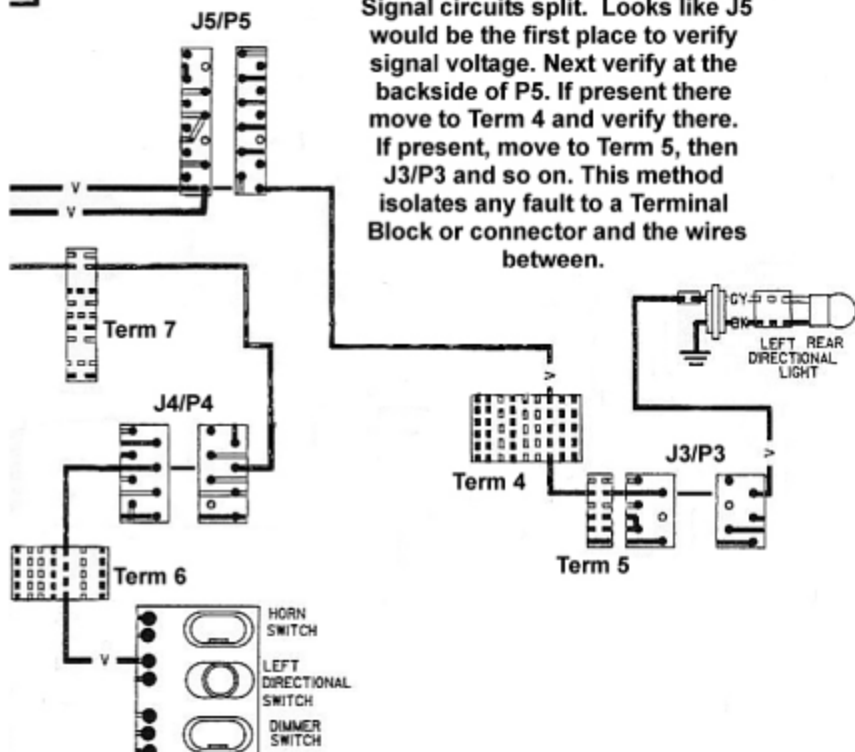 Signal circuits split. Looks like J5
would be the first place to verify
signal voltage. Next verify at the
backside of P5. If present there
move to Term 4 and verify there.
If present, move to Term 5, then
J3/P3 and so on. This method
isolates any fault to a Terminal
Block or connector and the wires
between.
J5/P5
V
V
Term 7
J4/P4
Term 6
V
HORN
SWITCH
LEFT
DIRECTIONAL
SWITCH
DIMMER
SWITCH
V
Term 4
Term 5
J3/P3
V
GY
BK
LEFT REAR
DIRECTIONAL
LIGHT